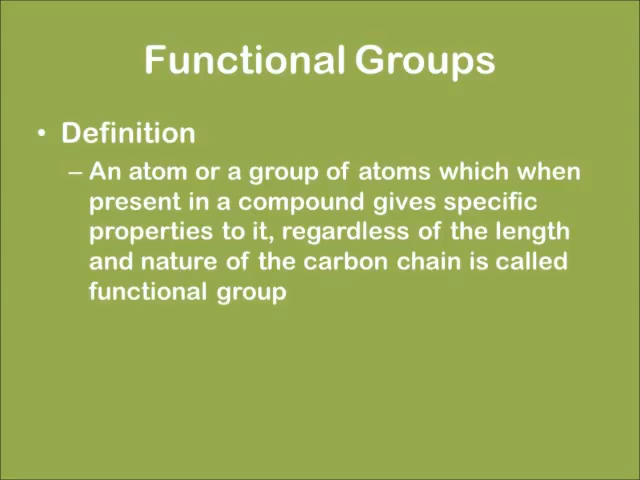 Functional Groups
• Definition
– An atom or a group of atoms which when
present in a compound gives specific
properties to it, regardless of the length
and nature of the carbon chain is called
functional group